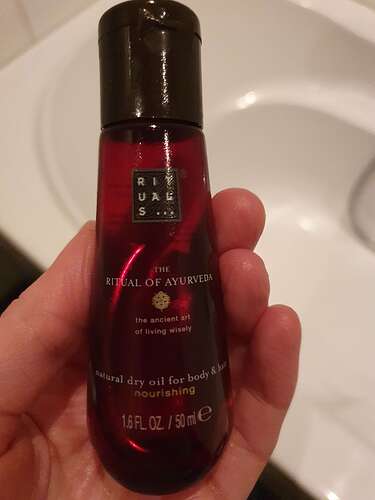 RIT
UAL
S...
THE
RITUAL OF AYURVEDA
the ancient art
of living wisely
natural dry oil for body & hair
nourishing
1.6 FL. OZ. / 50 ml ℮